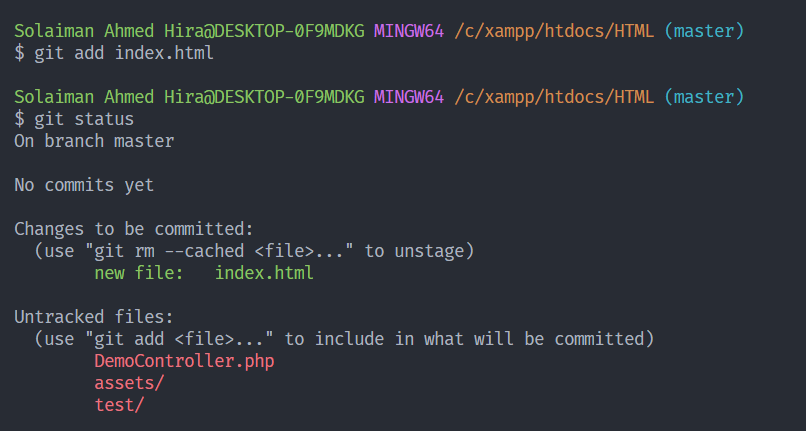 Solaiman Ahmed Hira@DESKTOP-0F9MDKG MINGW64 /c/xampp/htdocs/HTML (master)
$ git add index.html
Solaiman Ahmed Hira@DESKTOP-0F9MDKG MINGW64 /c/xampp/htdocs/HTML (master)
$ git status
On branch master
No commits yet
Changes to be committed:
  (use "git rm --cached <file>..." to unstage)
        new file:   index.html
Untracked files:
  (use "git add <file>..." to include in what will be committed)
        DemoController.php
        assets/
        test/